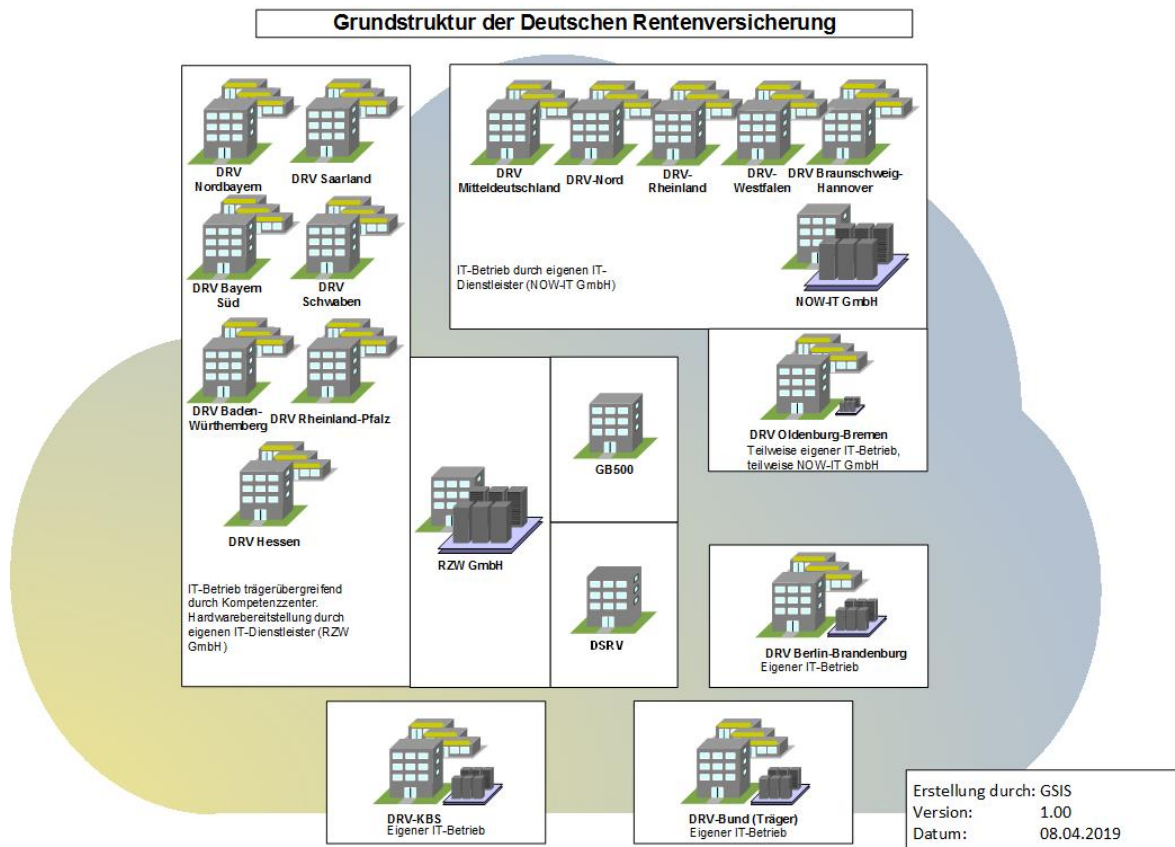 Grundstruktur der Deutschen Rentenversicherung
DRV
Nordbayern
DRV Saarland
DRV Bayern
Süd
DRV
Schwaben
DRV Baden-
Würthemberg
DRV Rheinland-Pfalz
DRV Hessen
IT-Betrieb trägerübergreifend
durch Kompetenzzenter.
Hardwarebereitstellung durch
eigenen IT-Dienstleister (RZW
GmbH)
RZW GmbH
GB500
DSRV
DRV
Mitteldeutschland
DRV-Nord
DRV-
Rheinland
DRV-
Westfalen
DRV Braunschweig-
Hannover
IT-Betrieb durch eigenen IT-
Dienstleister (NOW-IT GmbH)
NOW-IT GmbH
DRV Oldenburg-Bremen
Teilweise eigener IT-Betrieb,
teilweise NOW-IT GmbH
DRV Berlin-Brandenburg
Eigener IT-Betrieb
DRV-KBS
Eigener IT-Betrieb
DRV-Bund (Träger)
Eigener IT-Betrieb
Erstellung durch: GSIS
Version: 1.00
Datum: 08.04.2019